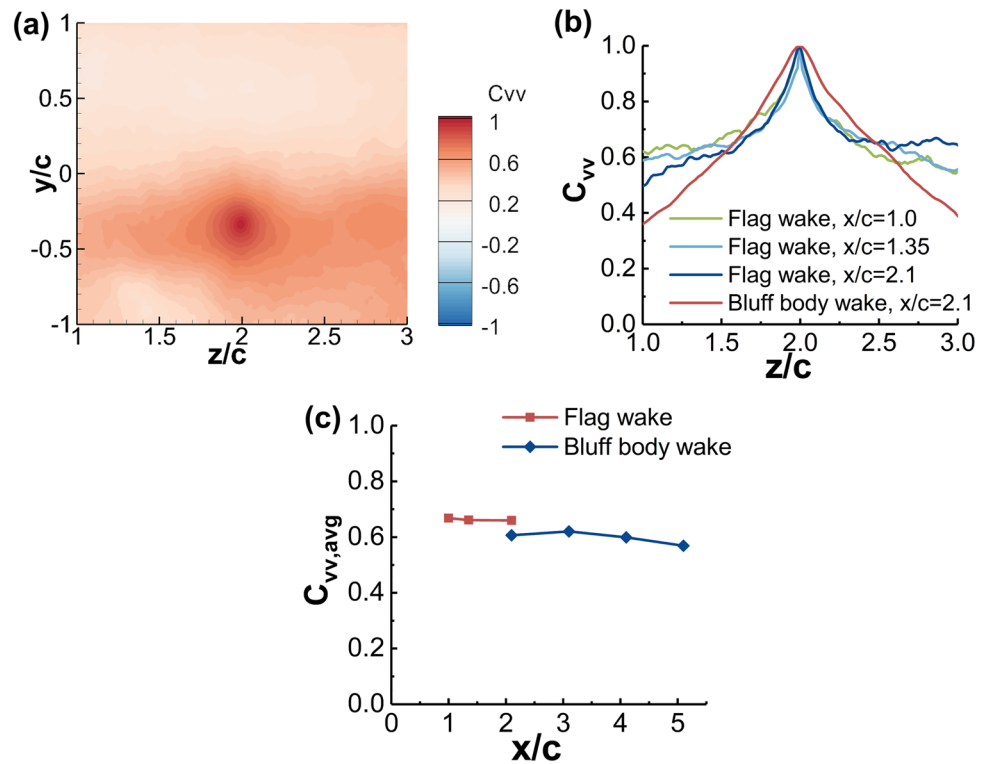 (a)
1
0.5
0
-0.5
-1
y/c
1
1.5
2
2.5
3
z/c
Cvv
1
0.6
0.2
-0.2
-0.6
-1
(b)
1.0
0.8
0.6
0.4
0.2
0.0
Cvv
Flag wake, x/c=1.0
Flag wake, x/c=1.35
Flag wake, x/c=2.1
Bluff body wake, x/c=2.1
1.0
1.5
2.0
2.5
3.0
z/c
(c)
Flag wake
Bluff body wake
1.0
0.8
0.6
0.4
0.2
0.0
Cvv,avg
0
1
2
3
4
5
x/c